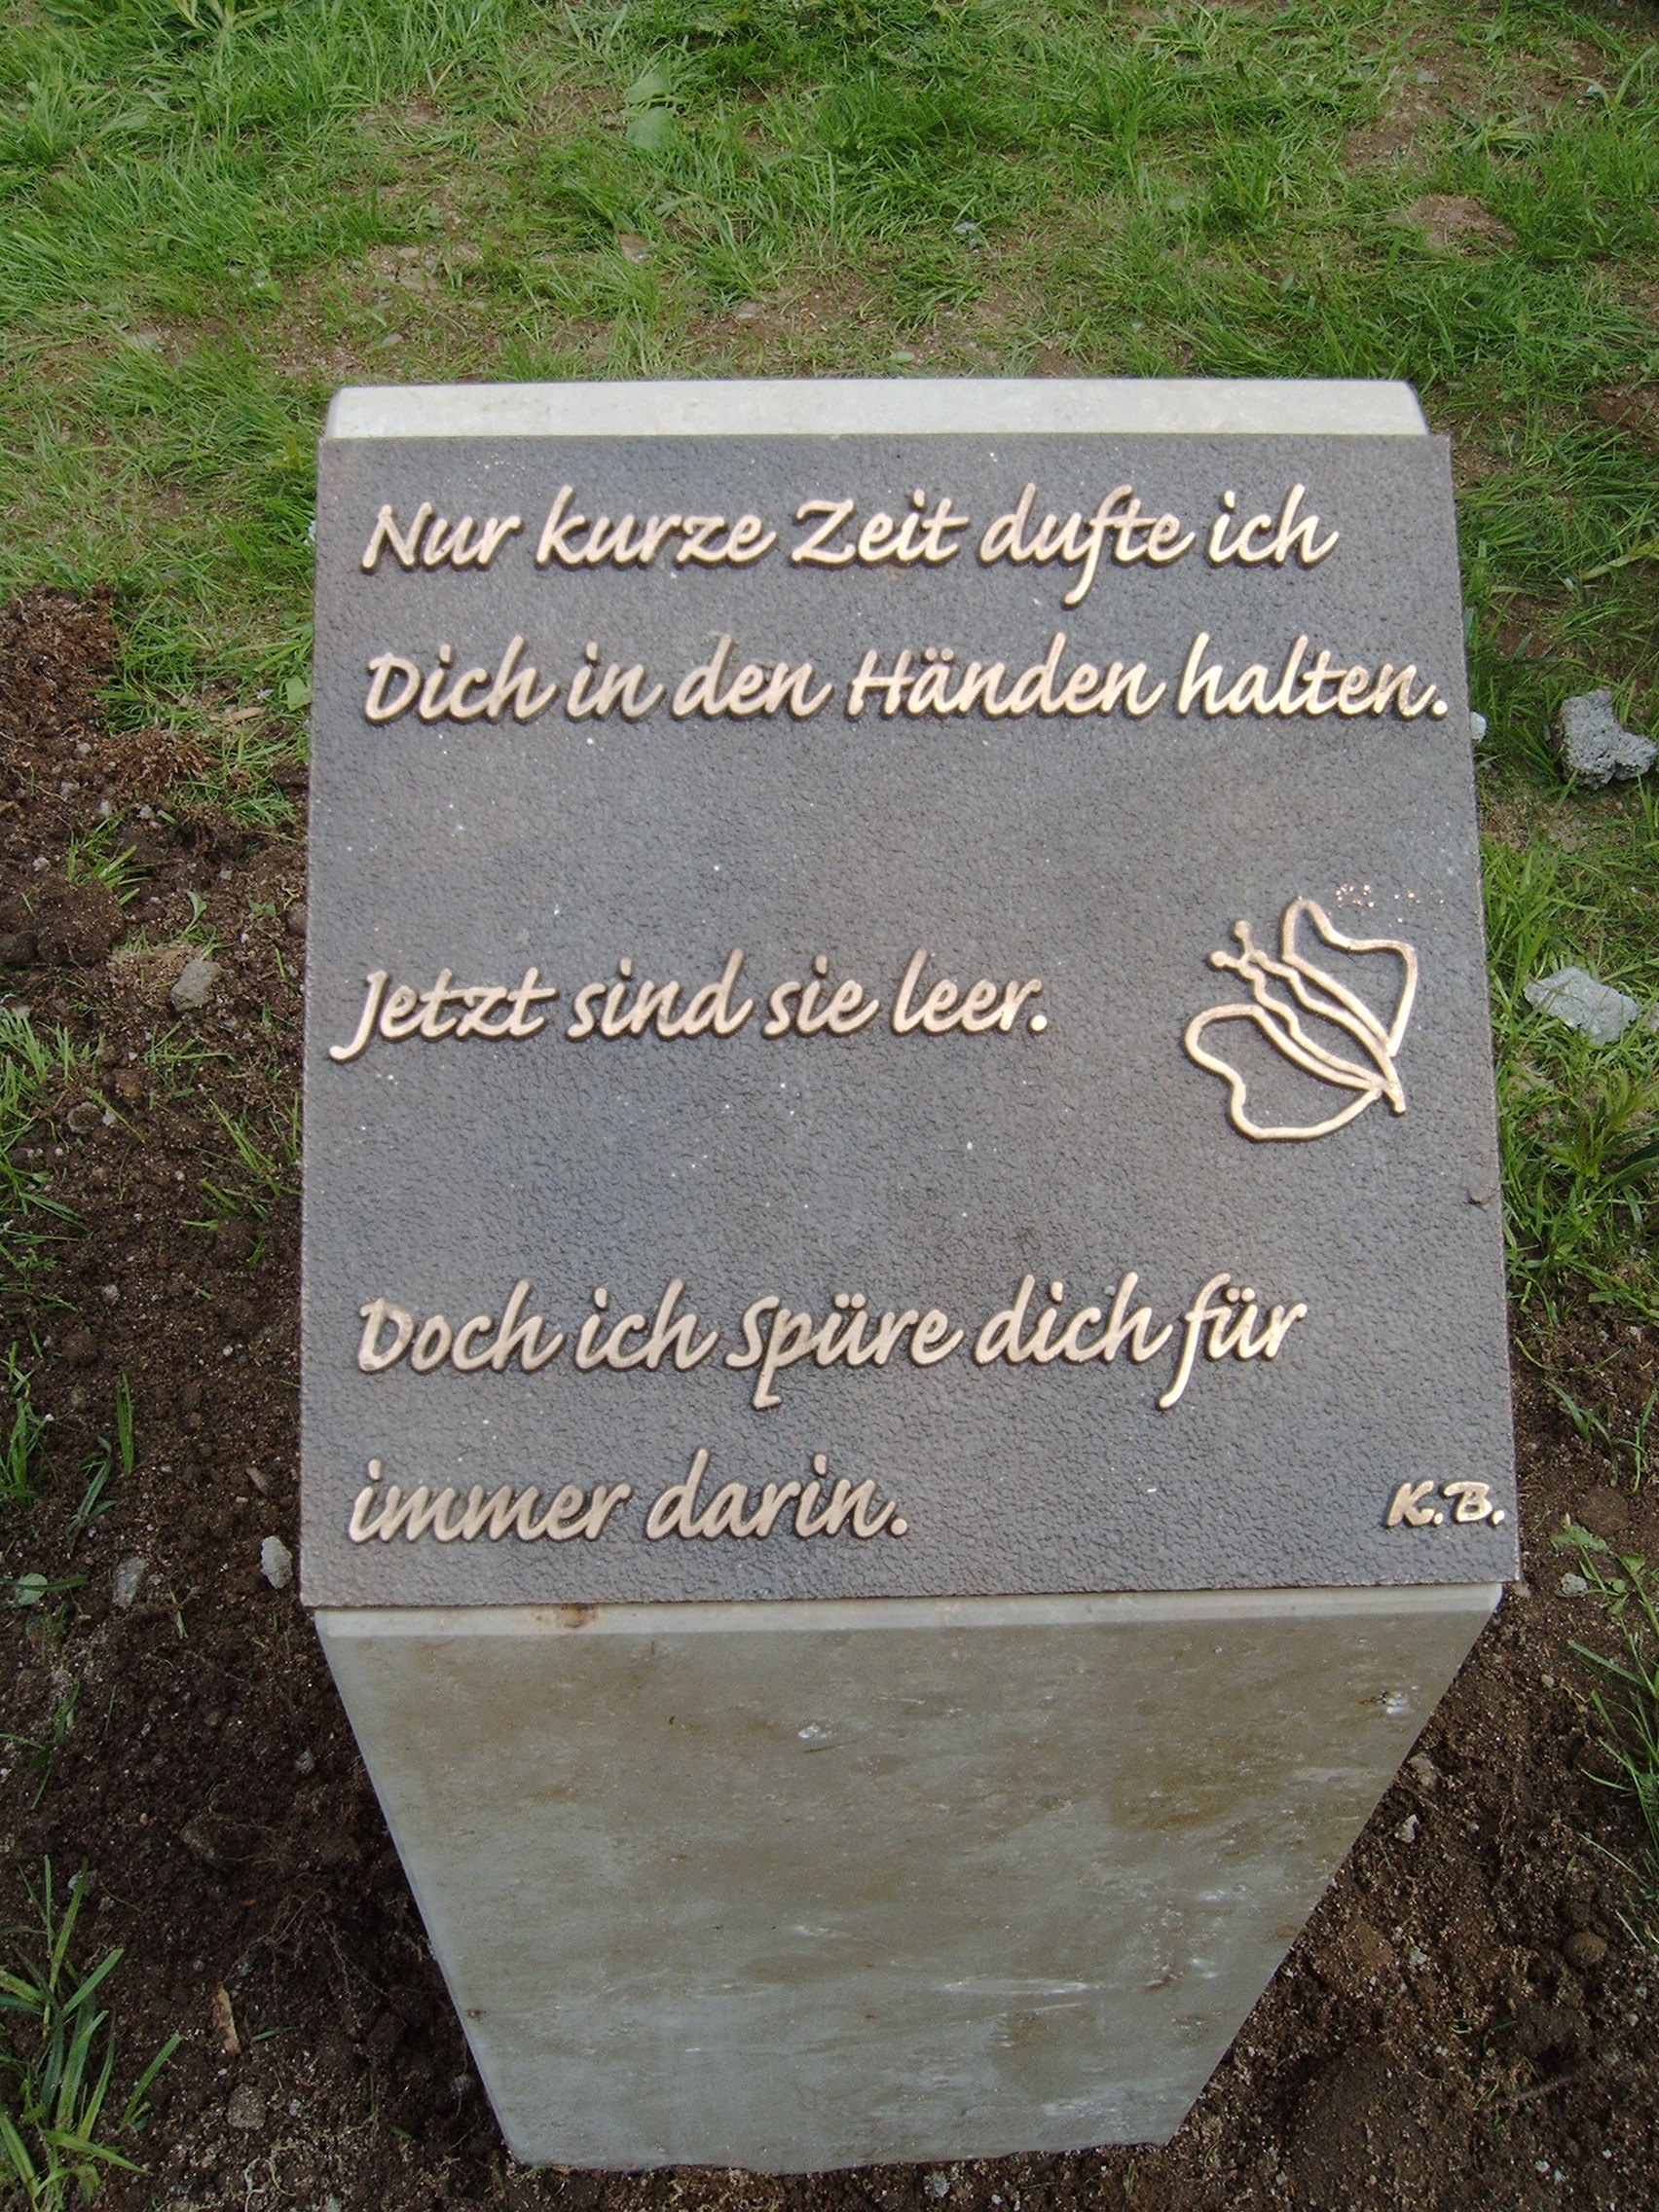 Nur kurze Zeit dufte ich
Dich in den Händen halten.
Jetzt sind sie leer.
Doch ich spüre dich für
immer darin.
K.B.